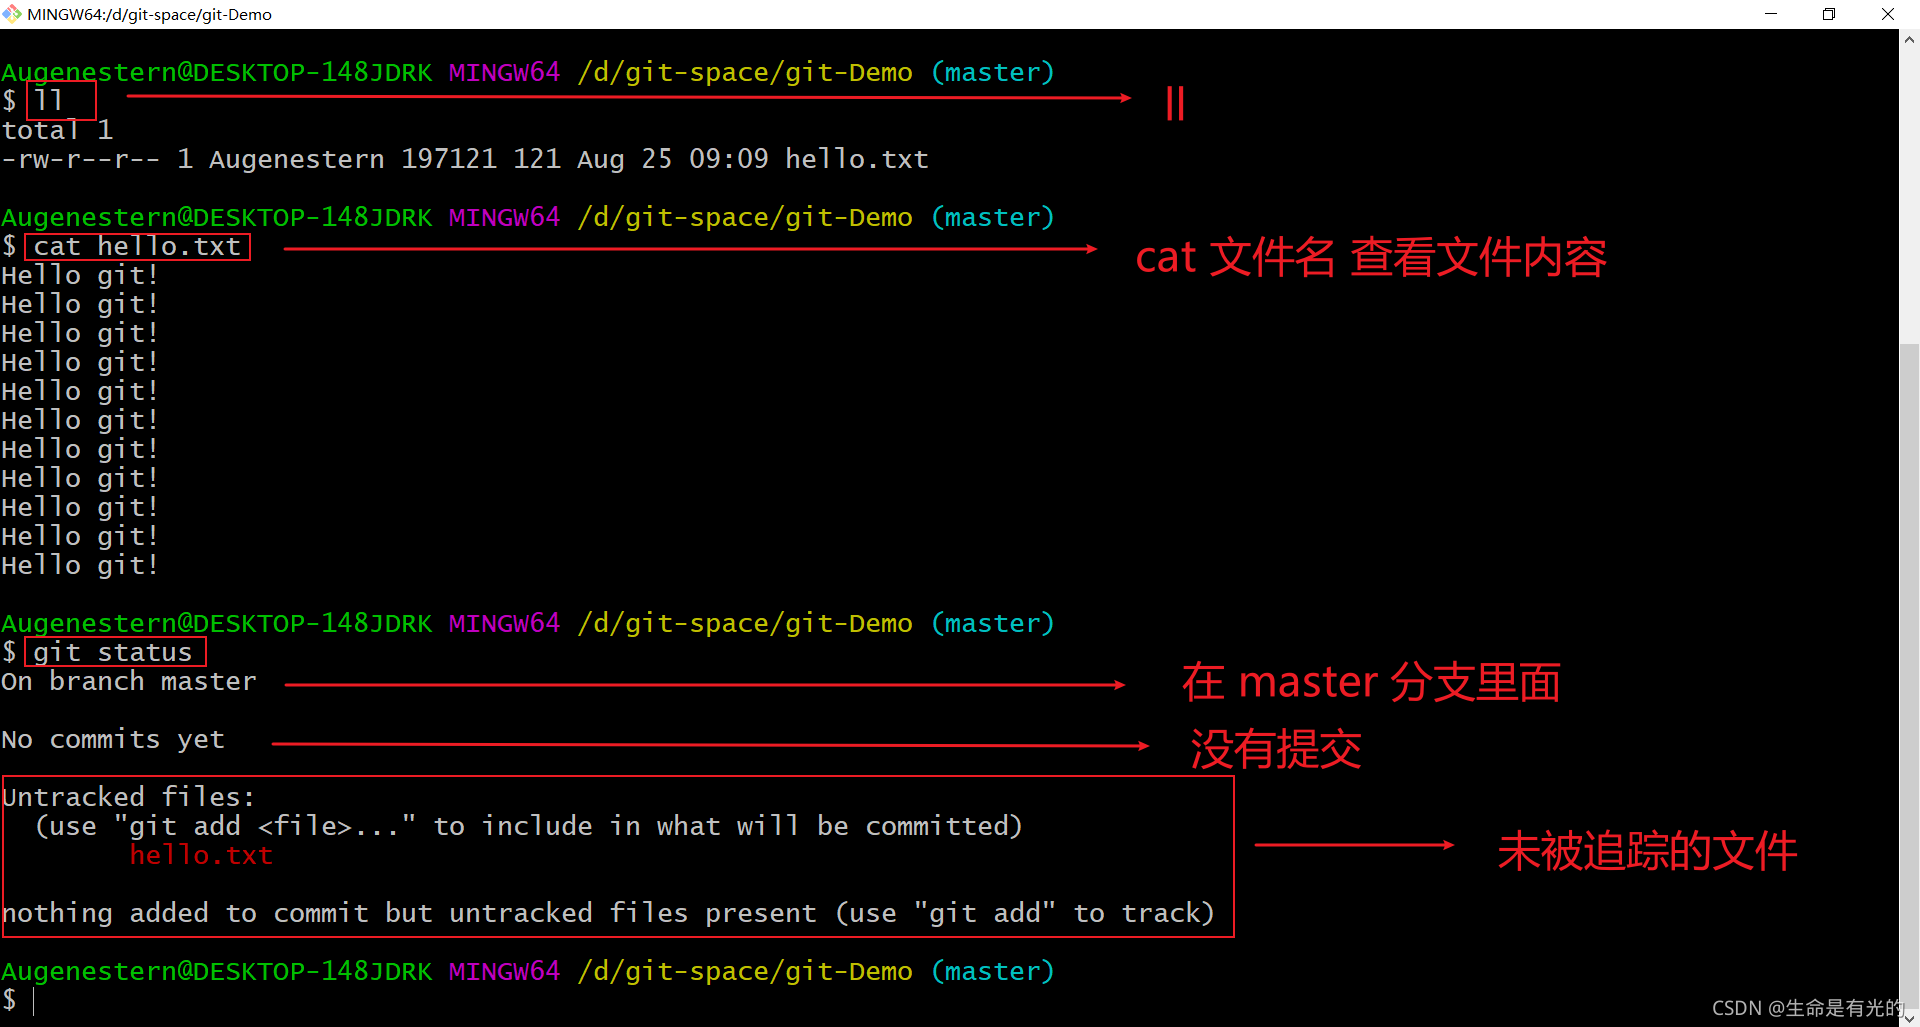 MINGW64:/d/git-space/git-Demo
Augenestern@DESKTOP-148JDRK MINGW64 /d/git-space/git-Demo (master)
$ ll
ll
total 1
-rw-r--r-- 1 Augenestern 197121 121 Aug 25 09:09 hello.txt
Augenestern@DESKTOP-148JDRK MINGW64 /d/git-space/git-Demo (master)
$ cat hello.txt
cat 文件名 查看文件内容
Hello git!
Hello git!
Hello git!
Hello git!
Hello git!
Hello git!
Hello git!
Hello git!
Hello git!
Hello git!
Hello git!
Augenestern@DESKTOP-148JDRK MINGW64 /d/git-space/git-Demo (master)
$ git status
On branch master
在 master 分支里面
No commits yet
没有提交
Untracked files:
(use "git add <file>..." to include in what will be committed)
hello.txt
未被追踪的文件
nothing added to commit but untracked files present (use "git add" to track)
Augenestern@DESKTOP-148JDRK MINGW64 /d/git-space/git-Demo (master)
$
CSDN @生命是有光的